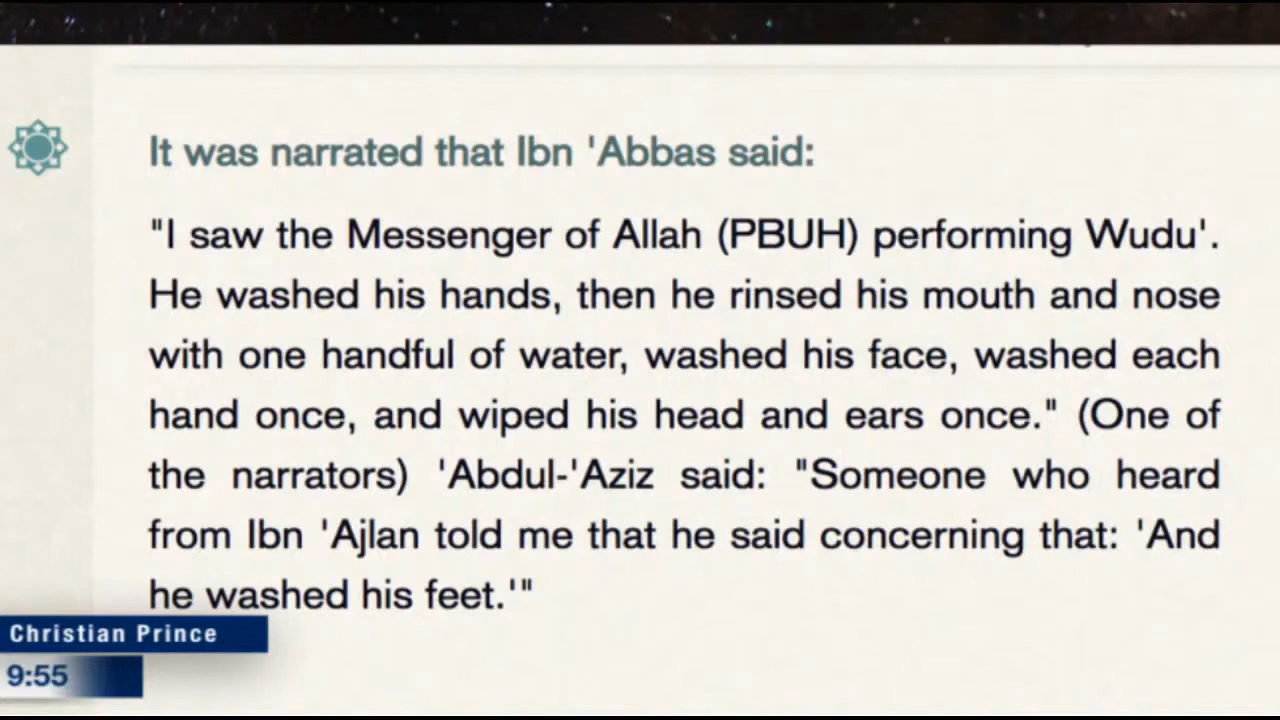 It was narrated that Ibn 'Abbas said:
"I saw the Messenger of Allah (PBUH) performing Wudu'.
He washed his hands, then he rinsed his mouth and nose
with one handful of water, washed his face, washed each
hand once, and wiped his head and ears once." (One of
the narrators) 'Abdul-'Aziz said: "Someone who heard
from Ibn 'Ajlan told me that he said concerning that: 'And
he washed his feet.'"
Christian Prince
9:55